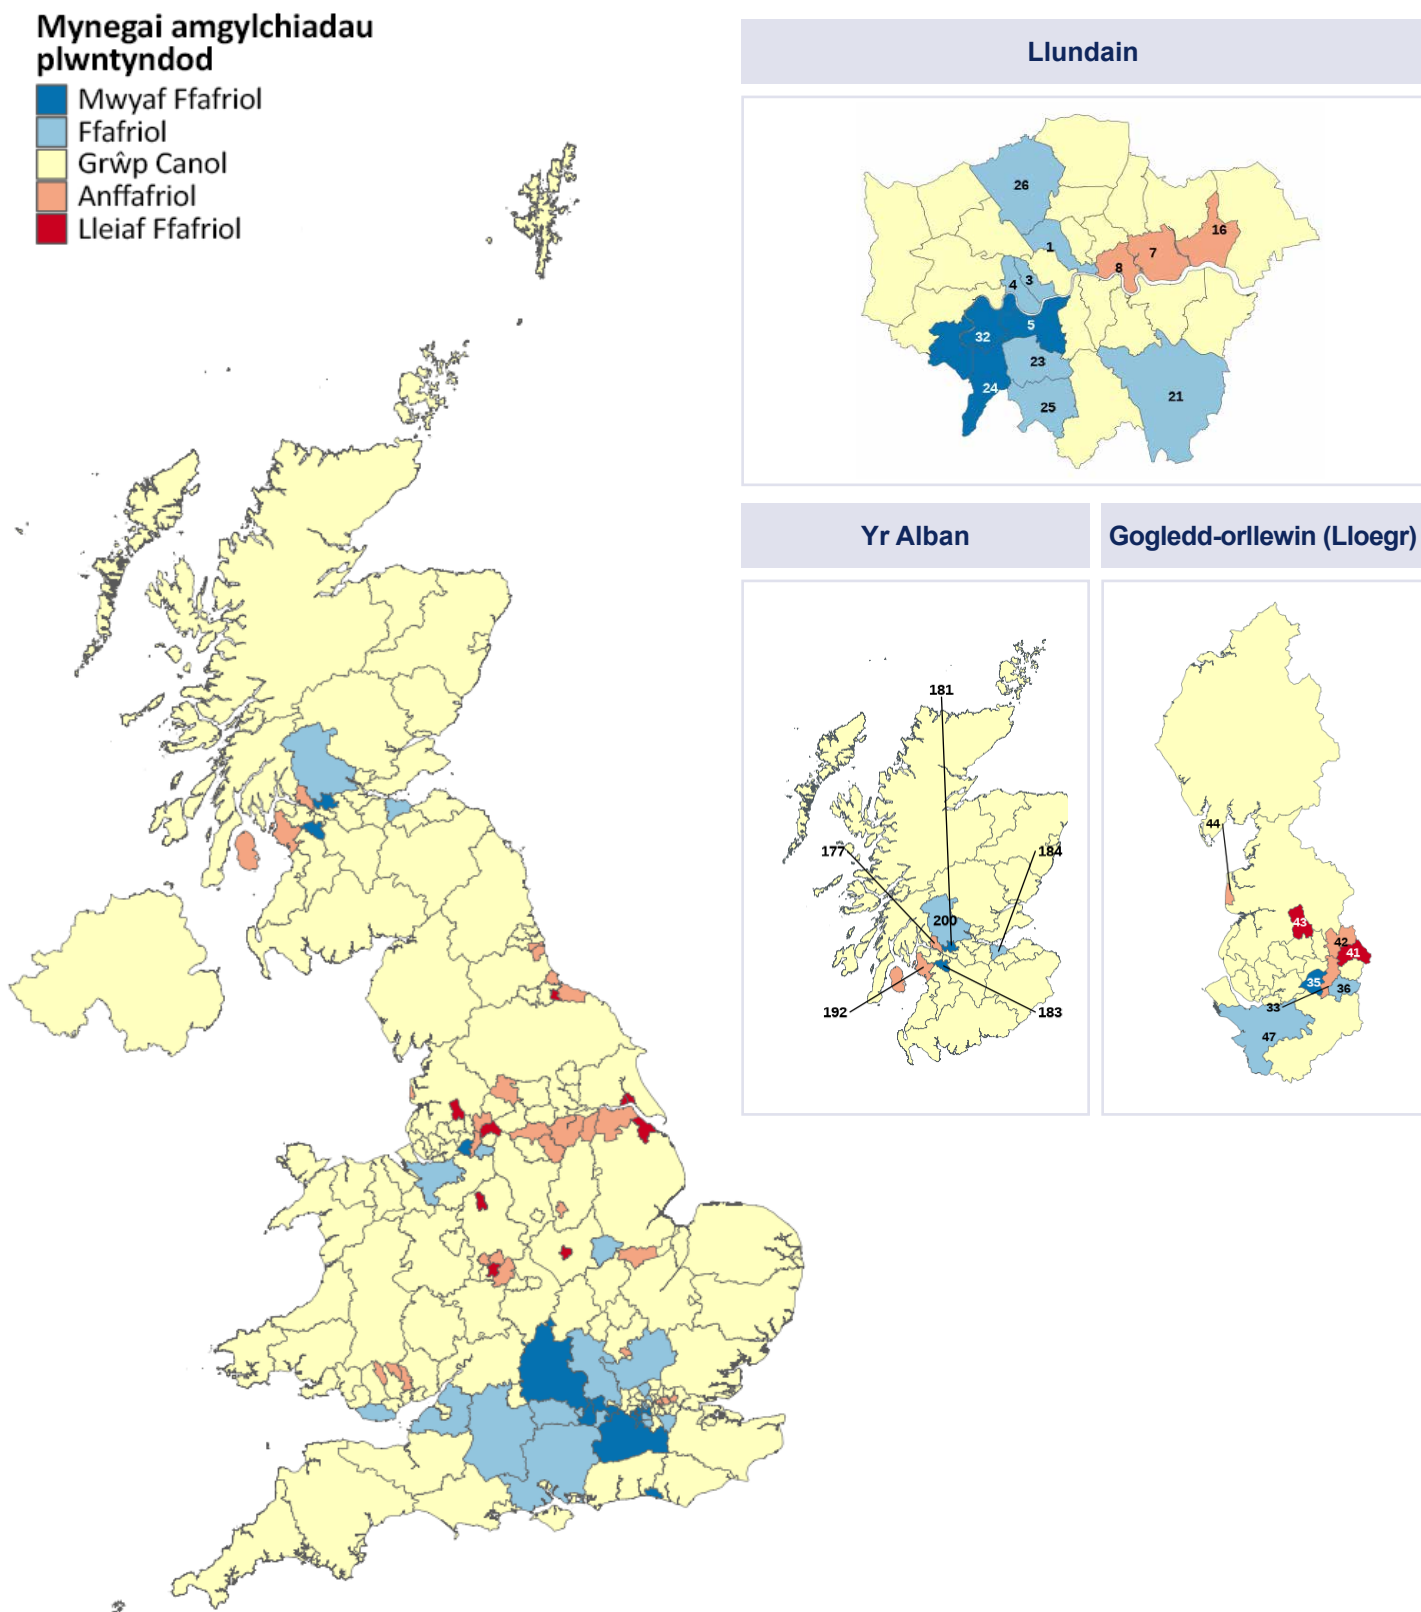 Mynegai amgylchiadau
plwntyndod
Mwyaf Ffafriol
Ffafriol
Grŵp Canol
Anffafriol
Lleiaf Ffafriol
Llundain
26
1
16
7
8
3
4
5
32
23
24
25
21
Yr Alban
181
177
184
200
192
183
Gogledd-orllewin (Lloegr)
44
43
42
41
35
36
33
47